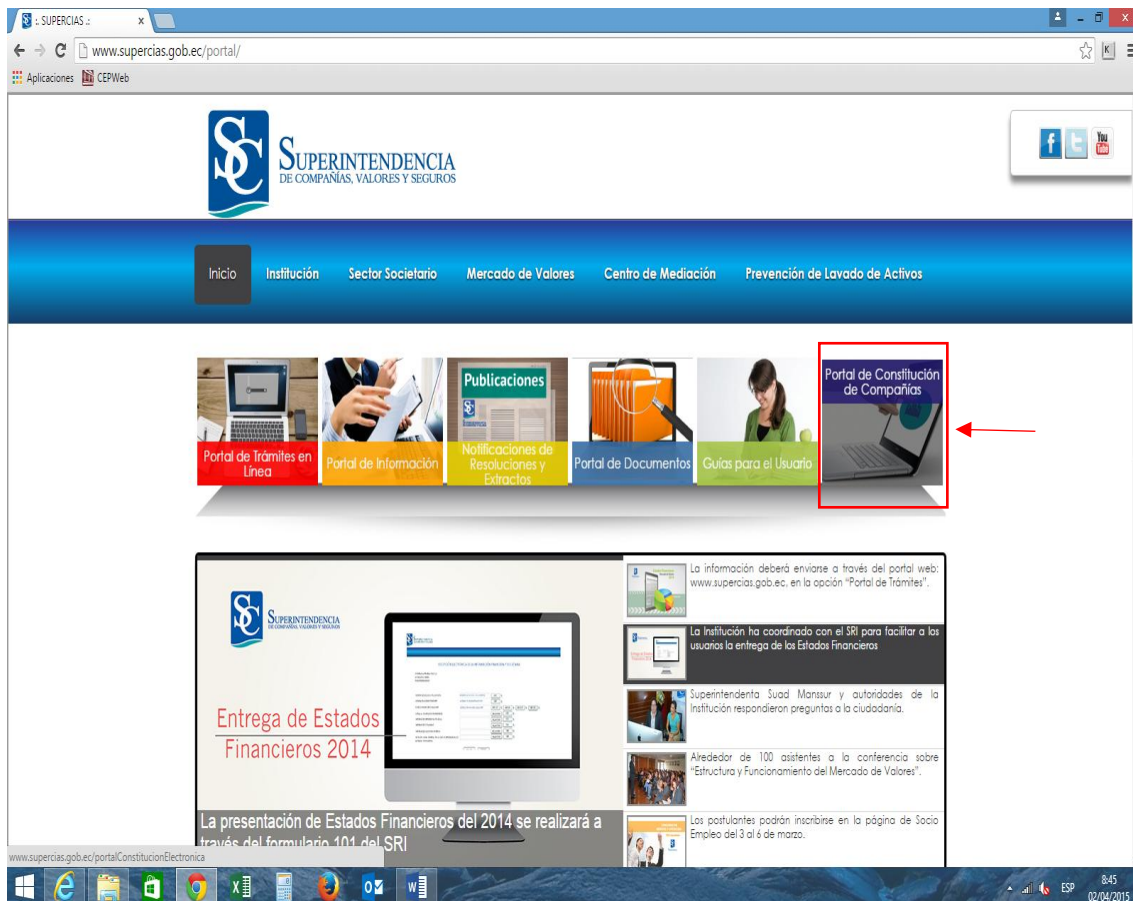 .: SUPERCIAS .:
www.supercias.gob.ec/portal/
Aplicaciones
CEPWeb
SUPERINTENDENCIA
DE COMPAÑÍAS, VALORES Y SEGUROS
You
Tube
Inicio
Institución
Sector Societario
Mercado de Valores
Centro de Mediación
Prevención de Lavado de Activos
Portal de Trámites en
Línea
Portal de Información
Publicaciones
Notificaciones de
Resoluciones y
Extractos
Portal de Documentos
Guías para el Usuario
Portal de Constitución
de Compañías
SUPERINTENDENCIA
DE COMPAÑÍAS, VALORES Y SEGUROS
Entrega de Estados
Financieros 2014
La presentación de Estados Financieros del 2014 se realizará a
través del formulario 101 del SRI
La información deberá enviarse a través del portal web:
www.supercias.gob.ec, en la opción “Portal de Trámites”.
La Institución ha coordinado con el SRI para facilitar a los
usuarios la entrega de los Estados Financieros
Superintendenta Suad Manssur y autoridades de la
Institución respondieron preguntas a la ciudadanía.
Alrededor de 100 asistentes a la conferencia sobre
“Estructura y Funcionamiento del Mercado de Valores”.
Los postulantes podrán inscribirse en la página de Socio
Empleo del 3 al 6 de marzo.
www.supercias.gob.ec/portalConstitucionElectronica
ESP
8:45
02/04/2015